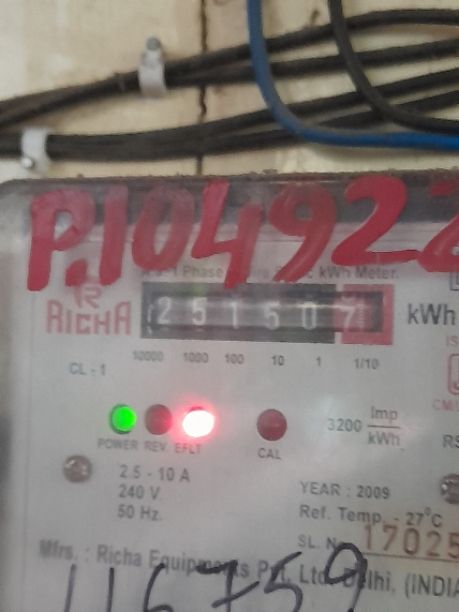 P.104922
1 Phase kWh Meter.
RICHA
251507
kWh
10000 1000 100 10 1 1/10
CL - 1
POWER REV. EFLT
CAL
3200 Imp/kWh
2.5 - 10 A
240 V.
50 Hz.
YEAR : 2009
Ref. Temp. - 27°C
SL. No. 17025
Mfrs. : Richa Equipments Pvt. Ltd. Delhi, (INDIA
116759